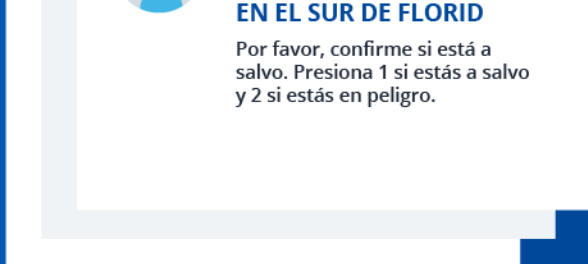 EN EL SUR DE FLORID
Por favor, confirme si está a
salvo. Presiona 1 si estás a salvo
y 2 si estás en peligro.